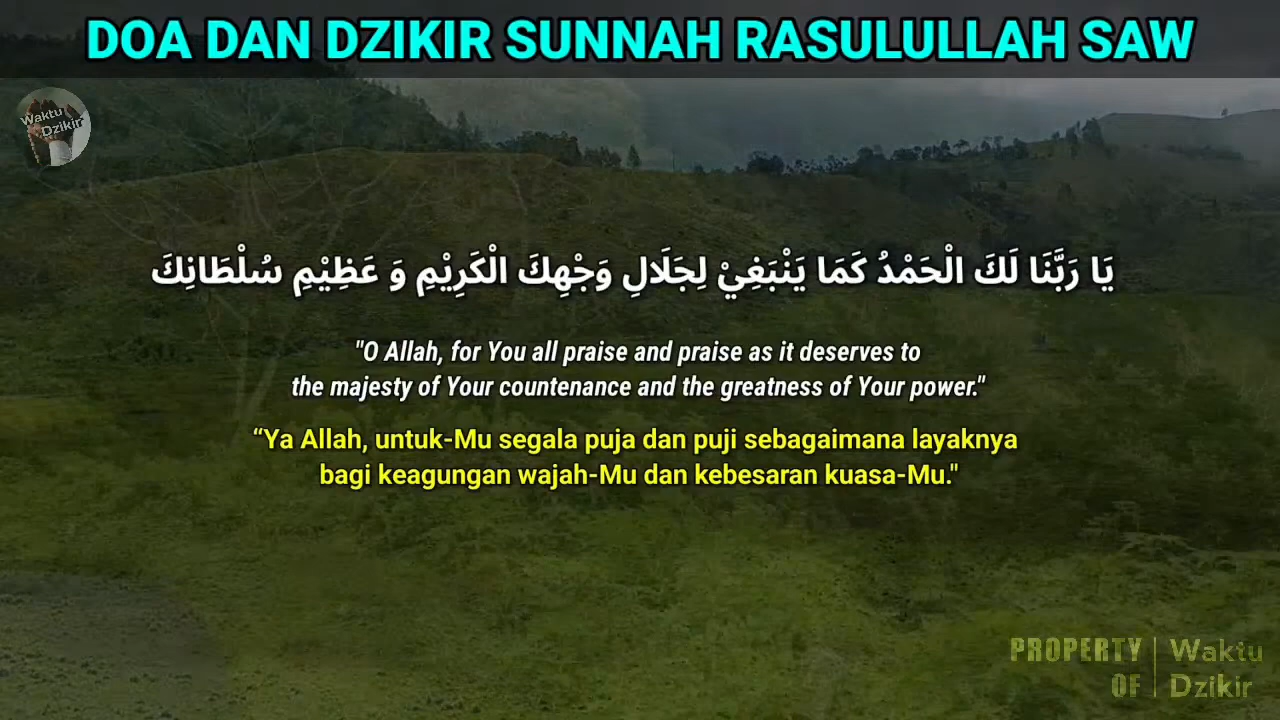 DOA DAN DZIKIR SUNNAH RASULULLAH SAW
Waktu
Dzikir
يَا رَبَّنَا لَكَ الْحَمْدُ كَمَا يَنْبَغِيْ لِجَلَالِ وَجْهِكَ الْكَرِيْمِ وَ عَظِيْمِ سُلْطَانِكَ
"O Allah, for You all praise and praise as it deserves to
the majesty of Your countenance and the greatness of Your power."
“Ya Allah, untuk-Mu segala puja dan puji sebagaimana layaknya
bagi keagungan wajah-Mu dan kebesaran kuasa-Mu."
PROPERTY OF
Waktu Dzikir